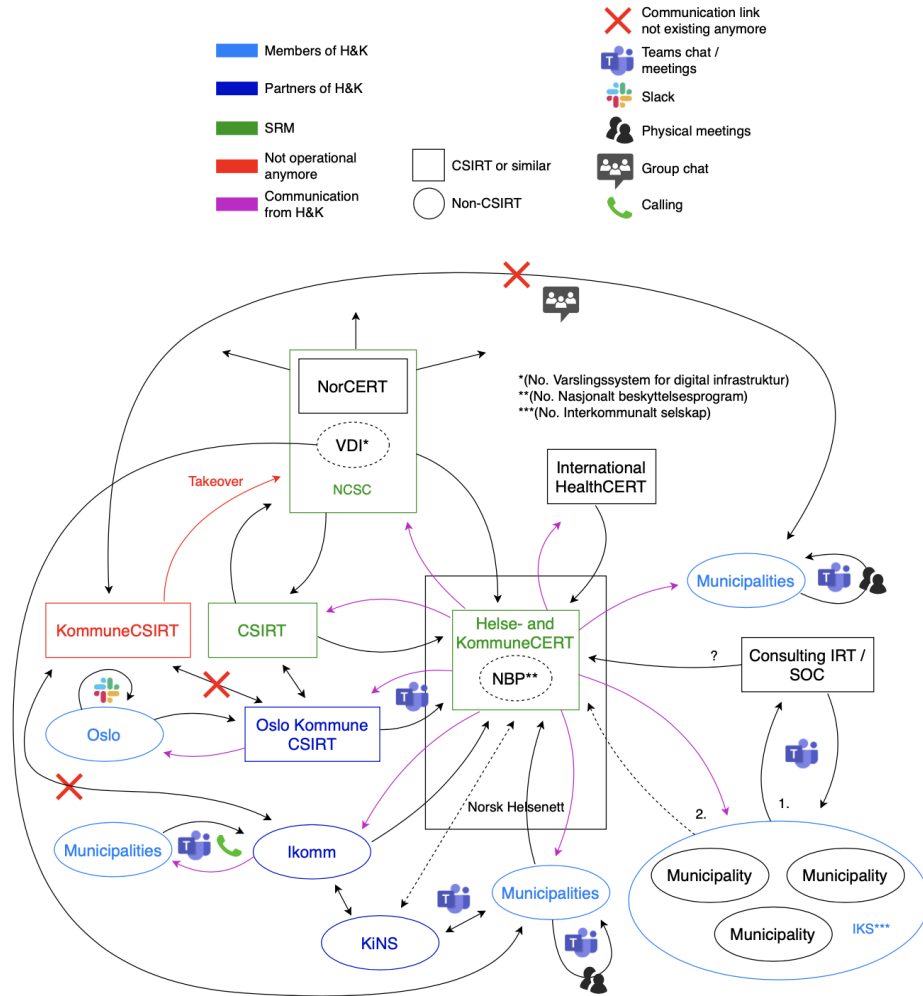 Communication link
not existing anymore
Members of H&K
Teams chat /
meetings
Partners of H&K
Slack
SRM
Physical meetings
Not operational
anymore
CSIRT or similar
Group chat
Communication
from H&K
Non-CSIRT
Calling
NorCERT
*(No. Varslingssystem for digital infrastruktur)
**(No. Nasjonalt beskyttelsesprogram)
***(No. Interkommunalt selskap)
VDI*
NCSC
Takeover
International
HealthCERT
Municipalities
KommuneCSIRT
CSIRT
Helse- and
KommuneCERT
NBP**
?
Consulting IRT /
SOC
Oslo
Oslo Kommune
CSIRT
Norsk Helsenett
2.
1.
Municipalities
Ikomm
Municipality
Municipality
Municipality
IKS***
Municipalities
KiNS